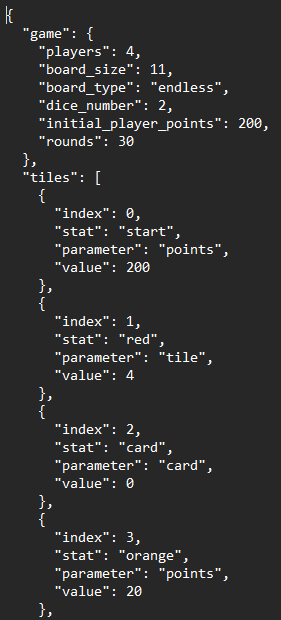 {
  "game": {
    "players": 4,
    "board_size": 11,
    "board_type": "endless",
    "dice_number": 2,
    "initial_player_points": 200,
    "rounds": 30
  },
  "tiles": [
    {
      "index": 0,
      "stat": "start",
      "parameter": "points",
      "value": 200
    },
    {
      "index": 1,
      "stat": "red",
      "parameter": "tile",
      "value": 4
    },
    {
      "index": 2,
      "stat": "card",
      "parameter": "card",
      "value": 0
    },
    {
      "index": 3,
      "stat": "orange",
      "parameter": "points",
      "value": 20
    },